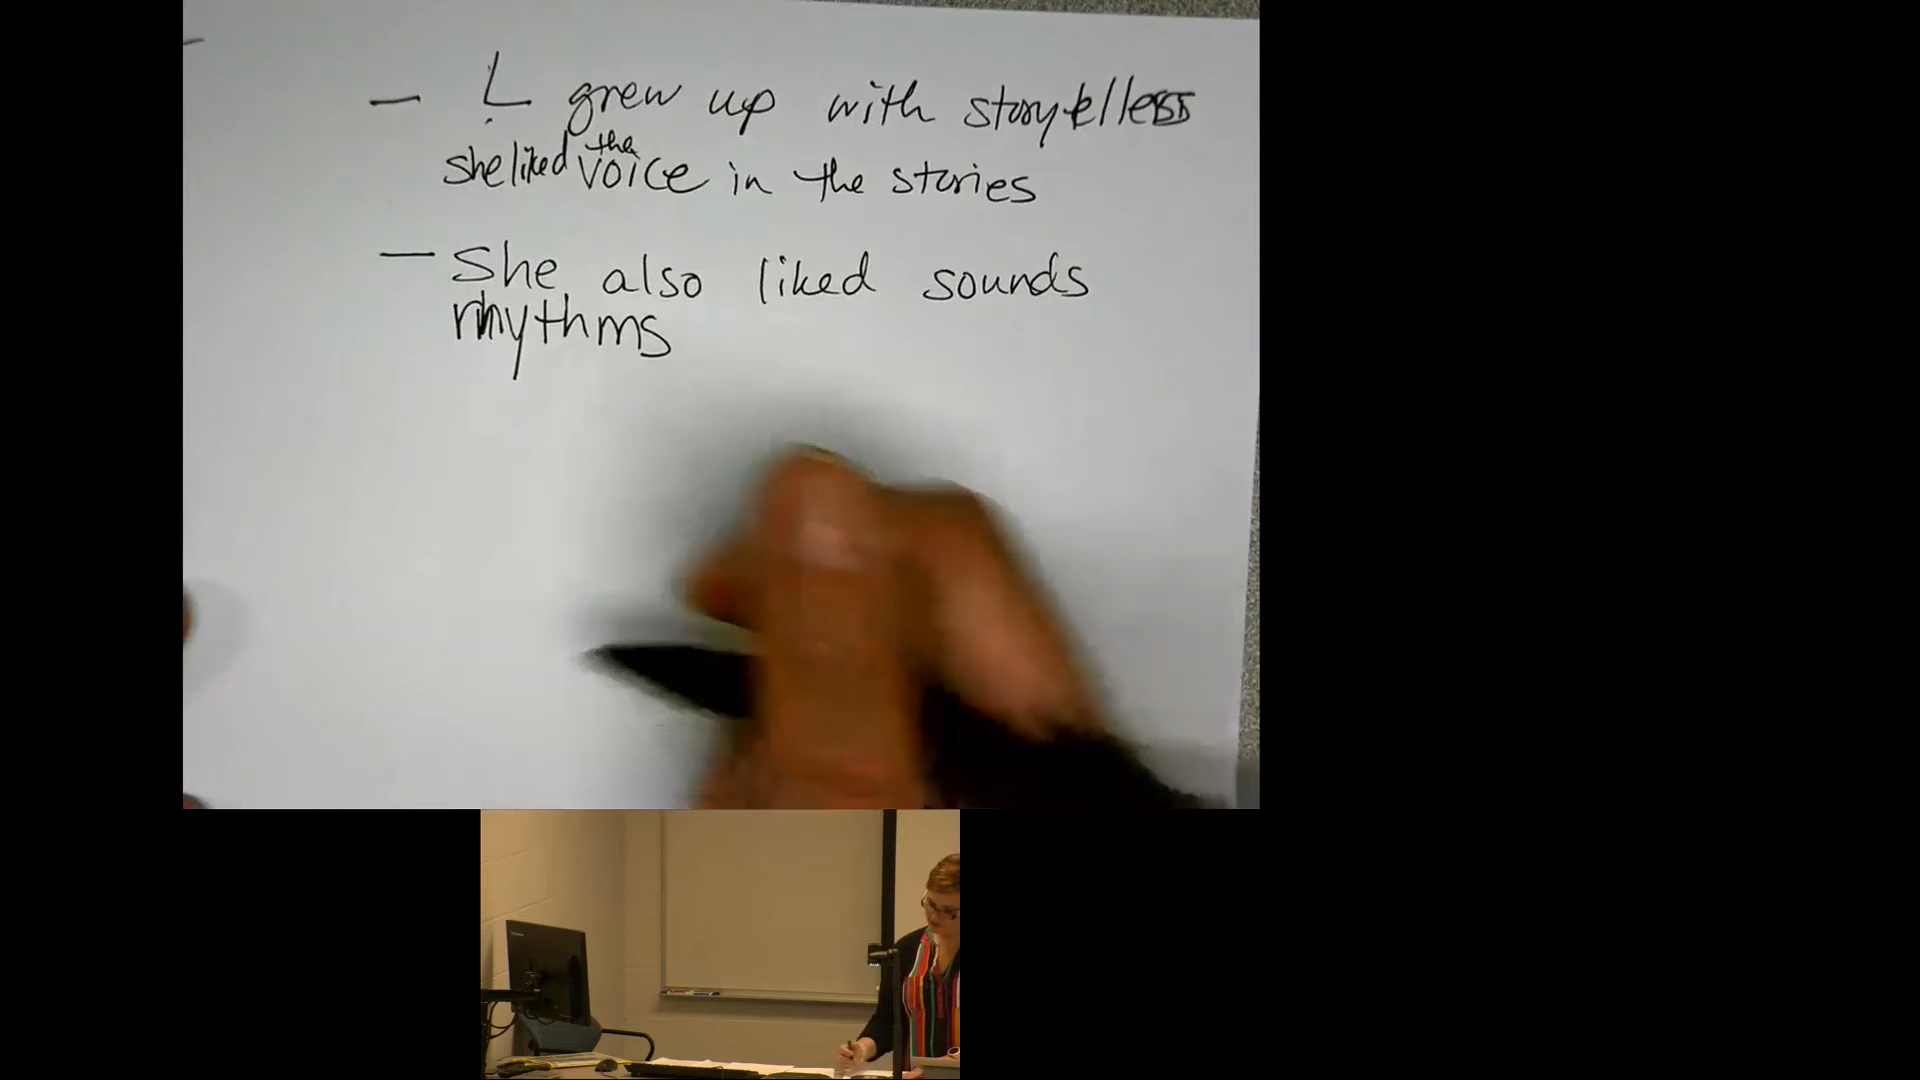 — L grew up with storytellers
she liked the voice in the stories
— She also liked sounds
rhythms